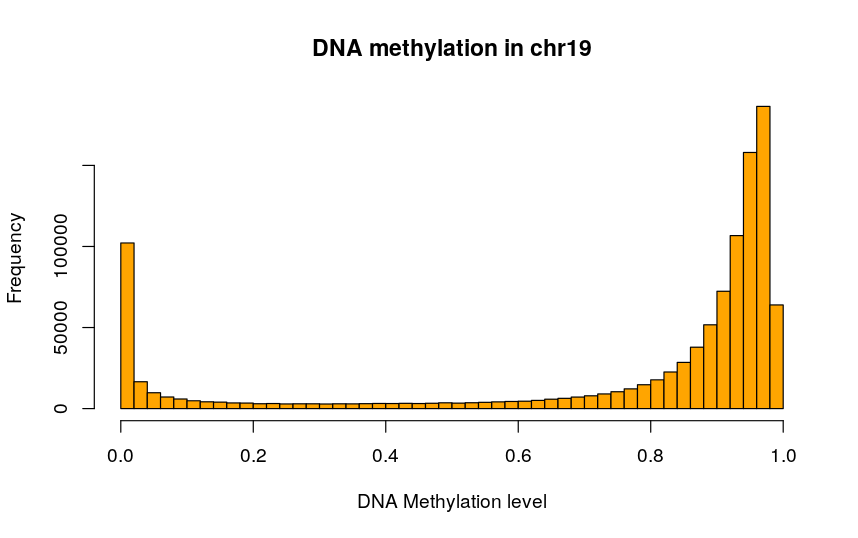 DNA methylation in chr19
Frequency
100000
50000
0
0.0 0.2 0.4 0.6 0.8 1.0
DNA Methylation level